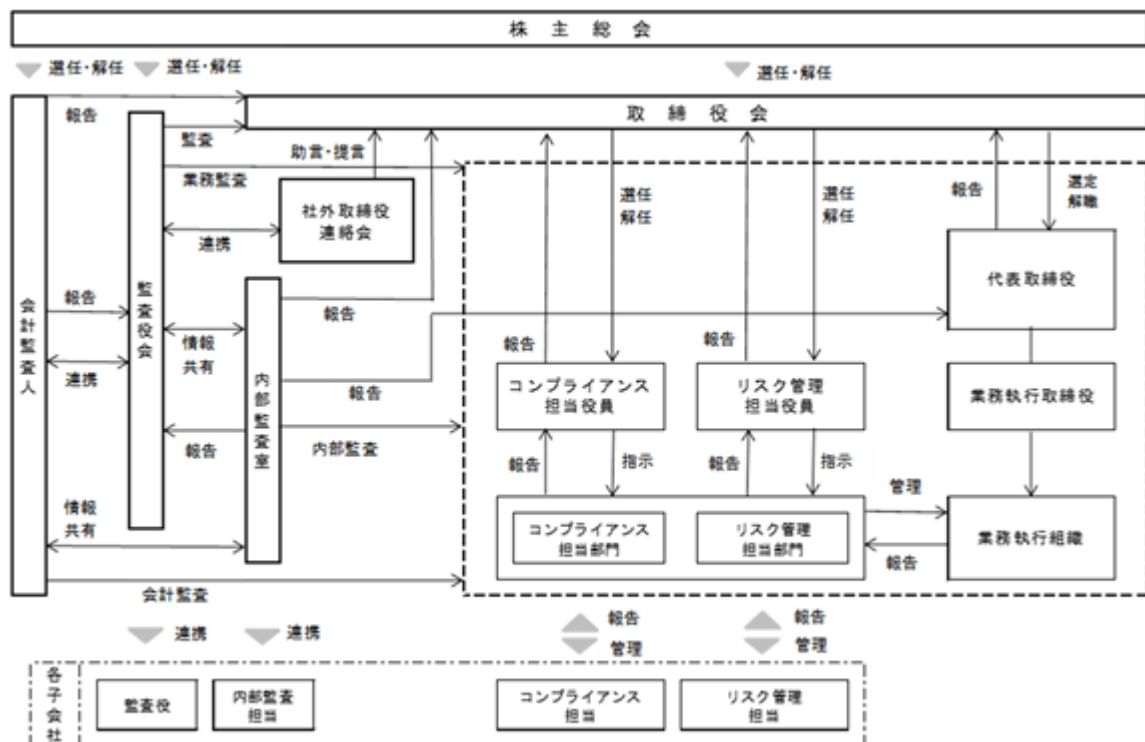 株主総会
選任・解任
選任・解任
選任・解任
取締役会
報告
監査
助言・提言
業務監査
社外取締役
連絡会
連携
選任
解任
選任
解任
報告
選定
解職
代表取締役
会計監査人
監査役会
内部監査室
報告
連携
情報
共有
報告
報告
報告
報告
コンプライアンス
担当役員
リスク管理
担当役員
業務執行取締役
報告
内部監査
報告
指示
報告
指示
管理
情報
共有
コンプライアンス
担当部門
リスク管理
担当部門
業務執行組織
報告
会計監査
連携
連携
報告
管理
報告
管理
各子会社
監査役
内部監査
担当
コンプライアンス
担当
リスク管理
担当